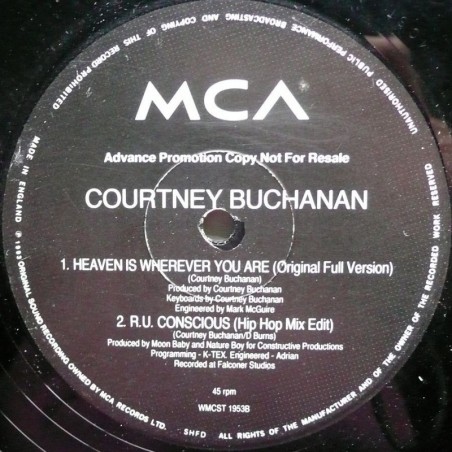 MCA
Advance Promotion Copy Not For Resale
COURTNEY BUCHANAN
1. HEAVEN IS WHEREVER YOU ARE (Original Full Version)
(Courtney Buchanan)
Produced by Courtney Buchanan
Keyboards by Courtney Buchanan
Engineered by Mark McGuire
2. R.U. CONSCIOUS (Hip Hop Mix Edit)
(Courtney Buchanan/D Burns)
Produced by Moon Baby and Nature Boy for Constructive Productions
Programming - K-TEX. Engineered - Adrian
Recorded at Falconer Studios
45 rpm
WMCST 1953B
SHFD
MADE IN ENGLAND ℗ 1993 ORIGINAL SOUND RECORDING OWNED BY MCA RECORDS LTD.
ALL RIGHTS OF THE MANUFACTURER AND OF THE OWNER OF THE RECORDED WORK RESERVED
UNAUTHORISED PUBLIC PERFORMANCE BROADCASTING AND COPYING OF THIS RECORD PROHIBITED